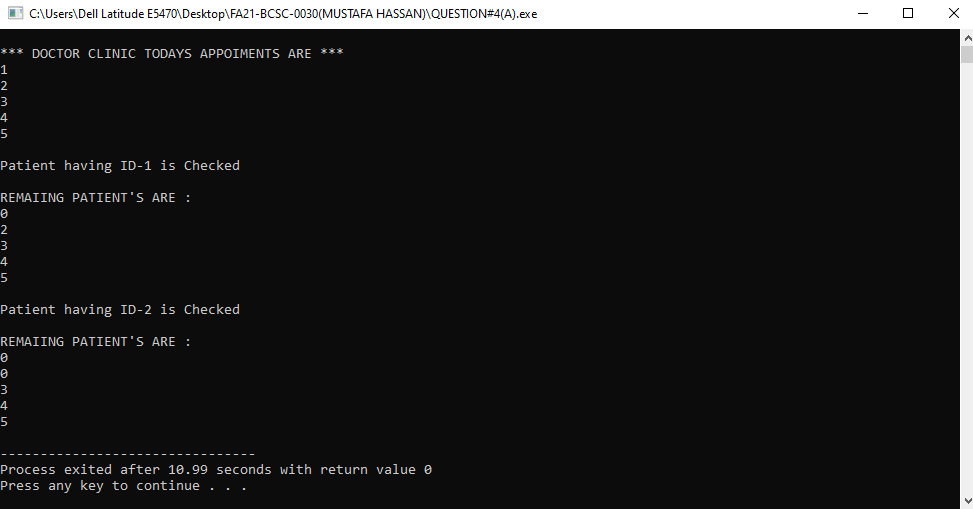 C:\Users\Dell Latitude E5470\Desktop\FA21-BCSC-0030(MUSTAFA HASSAN)\QUESTION#4(A).exe
*** DOCTOR CLINIC TODAYS APPOIMENTS ARE ***
1
2
3
4
5
Patient having ID-1 is Checked
REMAIING PATIENT'S ARE :
0
2
3
4
5
Patient having ID-2 is Checked
REMAIING PATIENT'S ARE :
0
0
3
4
5
--------------------------------
Process exited after 10.99 seconds with return value 0
Press any key to continue . . .